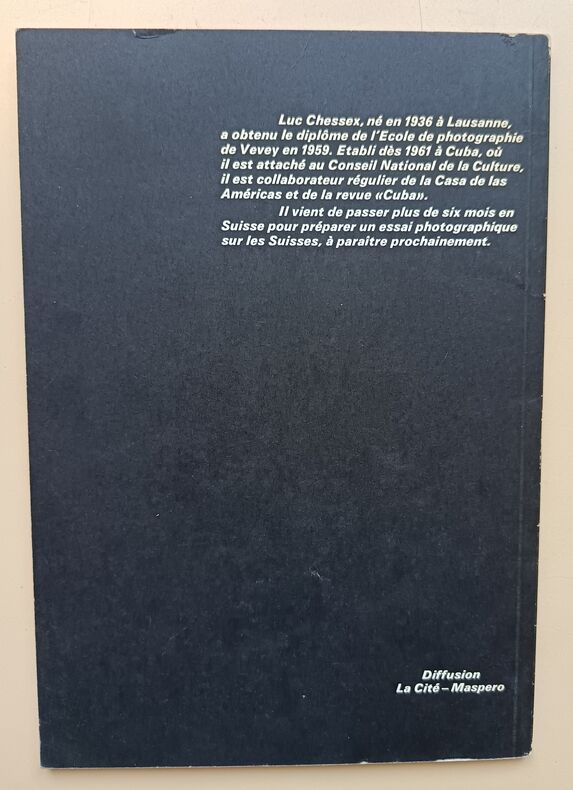 Luc Chessex, né en 1936 à Lausanne,
a obtenu le diplôme de l'Ecole de photographie
de Vevey en 1959. Etabli dès 1961 à Cuba, où
il est attaché au Conseil National de la Culture,
il est collaborateur régulier de la Casa de las
Américas et de la revue «Cuba».
Il vient de passer plus de six mois en
Suisse pour préparer un essai photographique
sur les Suisses, à paraître prochainement.
Diffusion
La Cité – Maspero